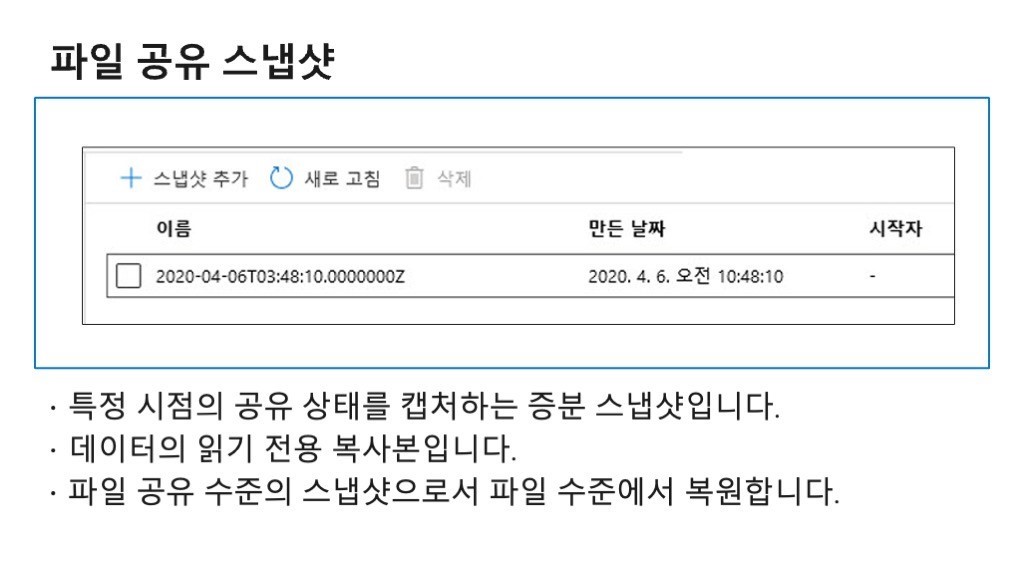 파일 공유 스냅샷
스냅샷 추가 새로 고침 삭제
이름 만든 날짜 시작자
2020-04-06T03:48:10.0000000Z 2020. 4. 6. 오전 10:48:10 -
· 특정 시점의 공유 상태를 캡처하는 증분 스냅샷입니다.
· 데이터의 읽기 전용 복사본입니다.
· 파일 공유 수준의 스냅샷으로서 파일 수준에서 복원합니다.